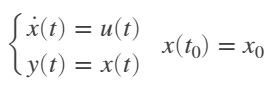 ẋ(t) = u(t)
y(t) = x(t)
x(t₀) = x₀